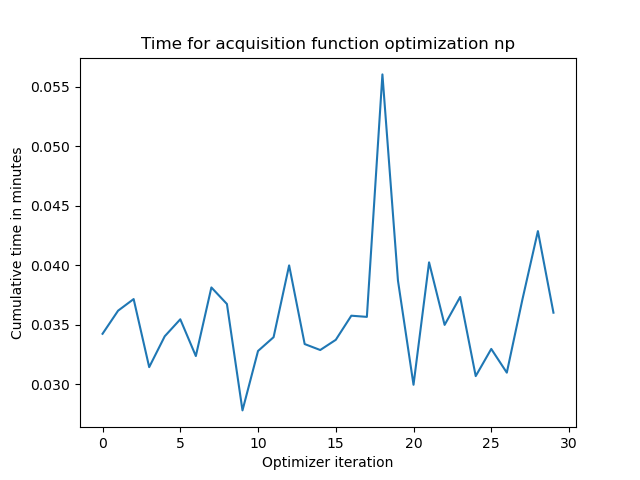 Time for acquisition function optimization np
Cumulative time in minutes
0.055
0.050
0.045
0.040
0.035
0.030
0 5 10 15 20 25 30
Optimizer iteration